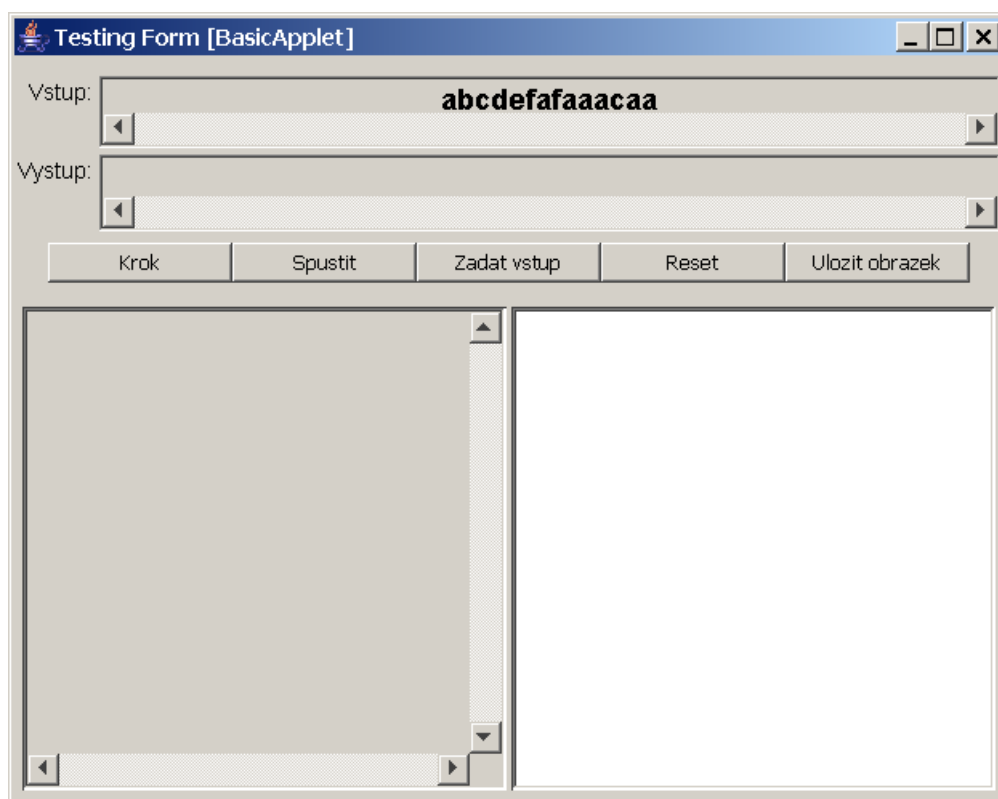 Testing Form [BasicApplet]
Vstup: abcdefafaaacaa
Vystup:
Krok Spustit Zadat vstup Reset Ulozit obrazek